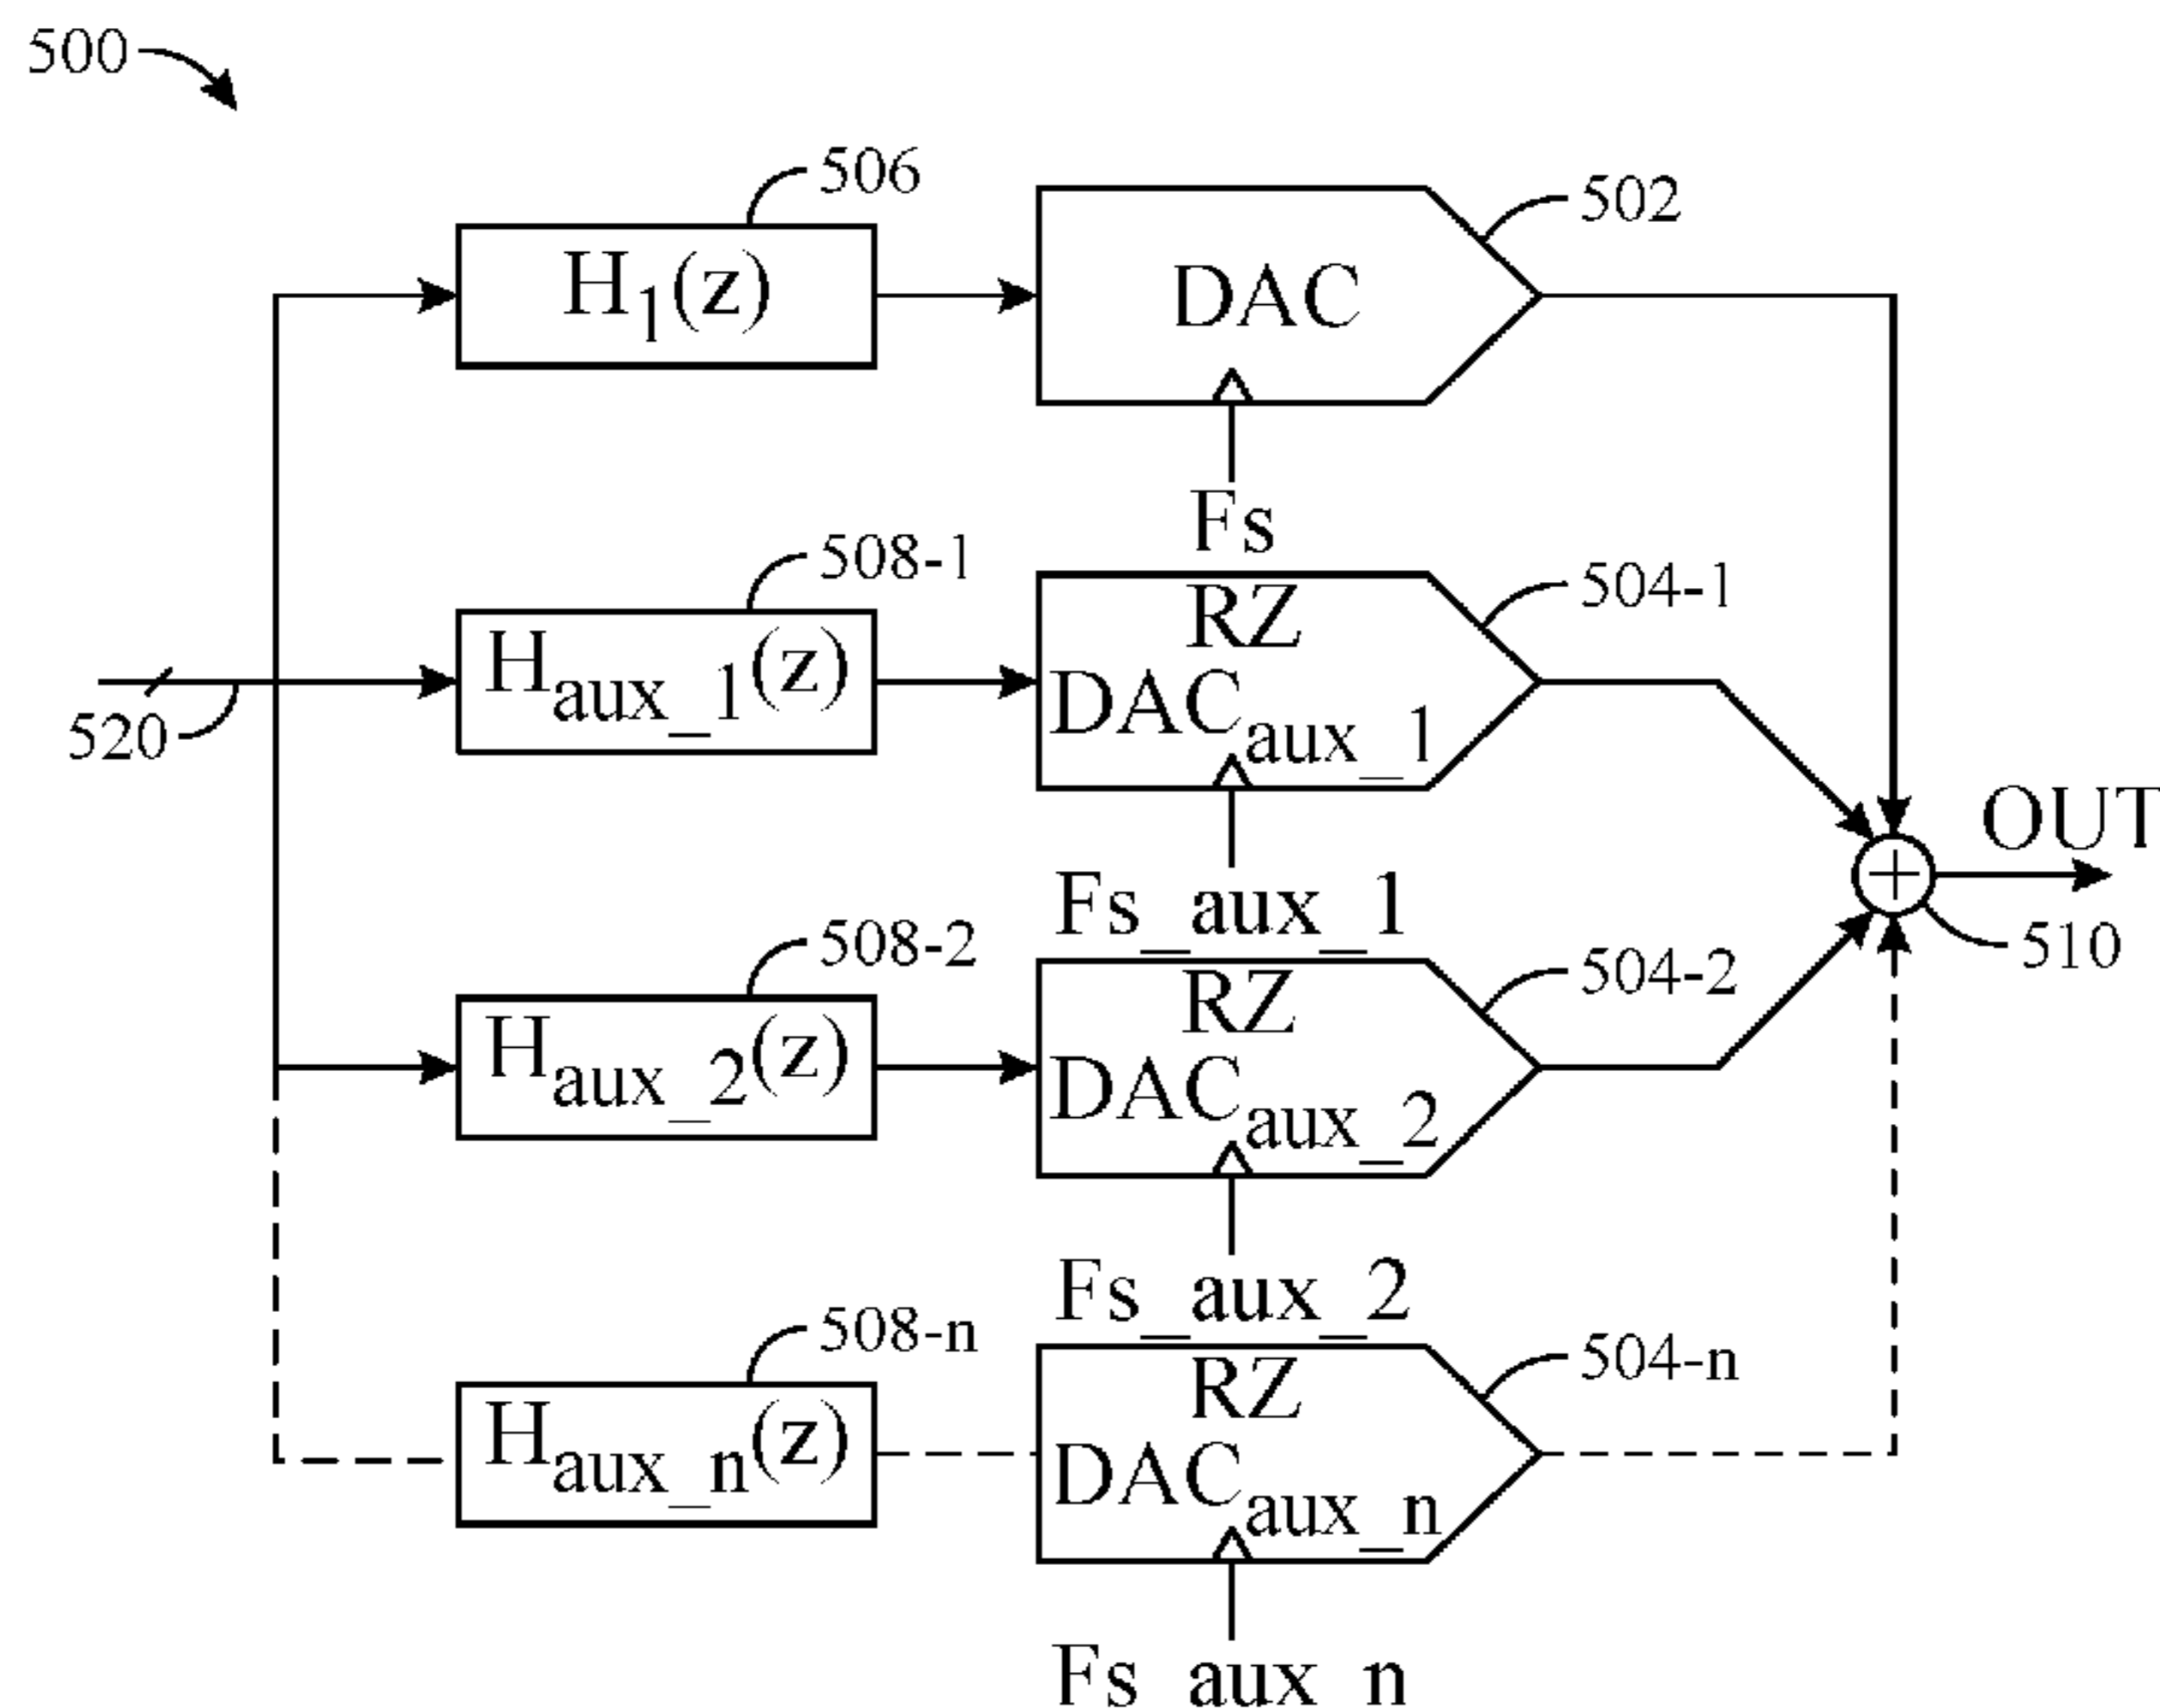 500
506
502
H1(z)
DAC
Fs
508-1
504-1
Haux_1(z)
RZ
DACaux_1
520
OUT
Fs_aux_1
510
508-2
504-2
Haux_2(z)
RZ
DACaux_2
Fs_aux_2
508-n
504-n
Haux_n(z)
RZ
DACaux_n
Fs_aux_n